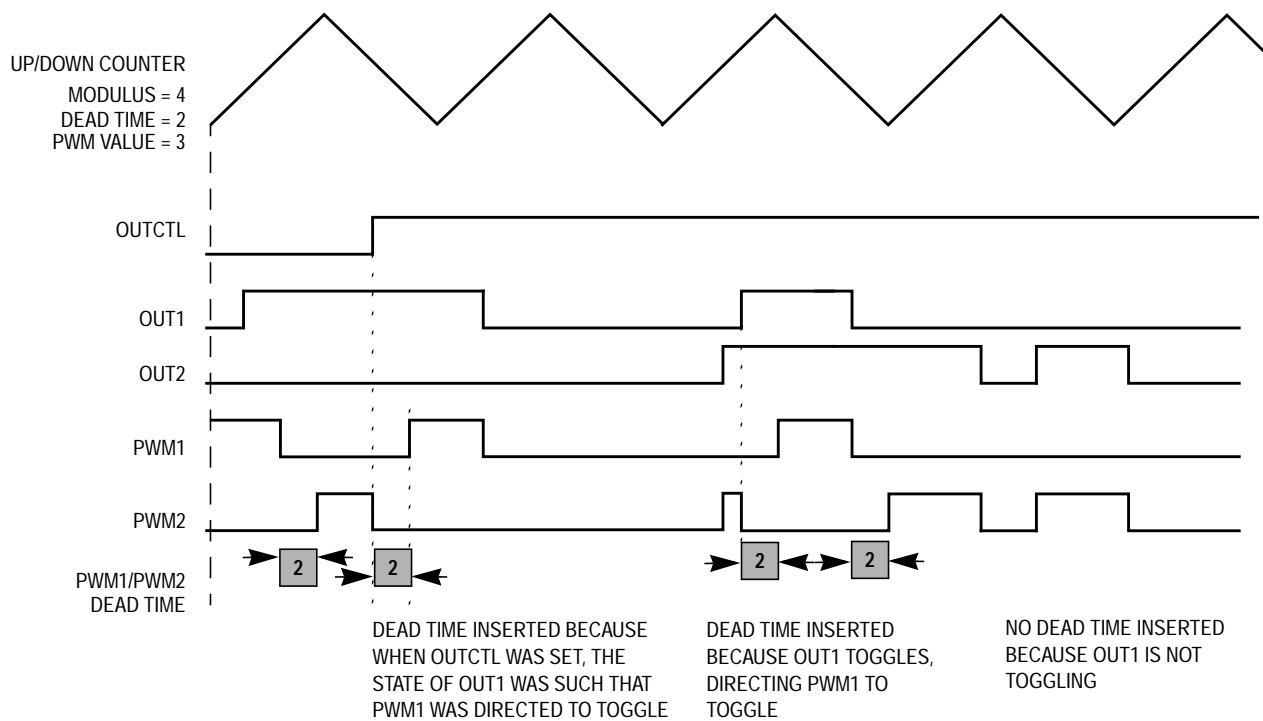 UP/DOWN COUNTER
MODULUS = 4
DEAD TIME = 2
PWM VALUE = 3
OUTCTL
OUT1
OUT2
PWM1
PWM2
PWM1/PWM2
DEAD TIME
2
2
2
2
DEAD TIME INSERTED BECAUSE
WHEN OUTCTL WAS SET, THE
STATE OF OUT1 WAS SUCH THAT
PWM1 WAS DIRECTED TO TOGGLE
DEAD TIME INSERTED
BECAUSE OUT1 TOGGLES,
DIRECTING PWM1 TO
TOGGLE
NO DEAD TIME INSERTED
BECAUSE OUT1 IS NOT
TOGGLING